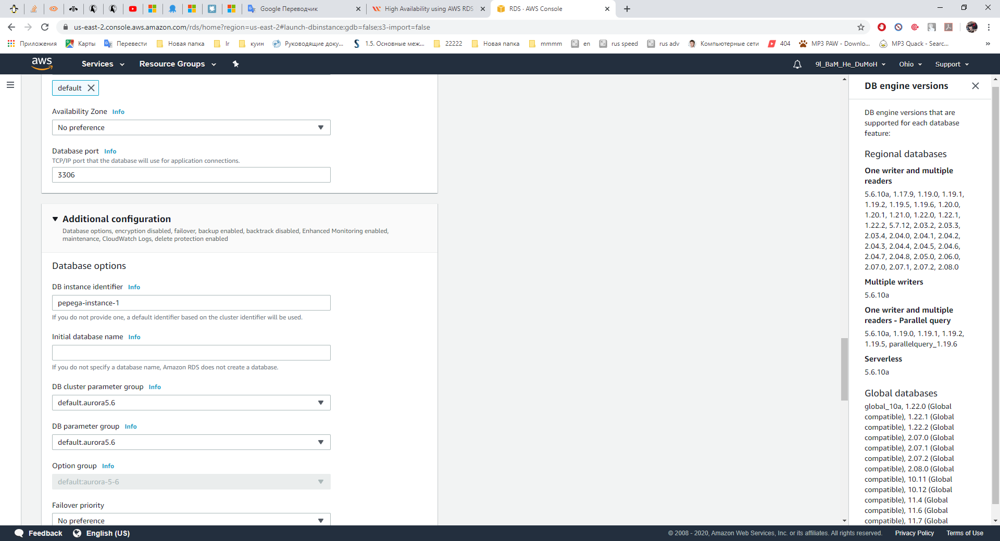 Google Переводчик
High Availability using AWS RDS
RDS · AWS Console
us-east-2.console.aws.amazon.com/rds/home?region=us-east-2#launch-dbinstance:gdb=false;s3-import=false
Приложения
Карты
Перевести
Новая папка
lr
куин
Руководящие доку...
1.5. Основные меж...
22222
Новая папка
mmmm
en
rus speed
rus adv
Компьютерные сети
404
MP3 PAW - Downlo...
MP3 Quack - Searc...
»
aws
Services
Resource Groups
9l_BaM_He_DuMoH
Ohio
Support
default
Availability Zone Info
No preference
Database port Info
TCP/IP port that the database will use for application connections.
3306
Additional configuration
Database options, encryption disabled, failover, backup enabled, backtrack disabled, Enhanced Monitoring enabled,
maintenance, CloudWatch Logs, delete protection enabled
Database options
DB instance identifier Info
pepega-instance-1
If you do not provide one, a default identifier based on the cluster identifier will be used.
Initial database name Info
If you do not specify a database name, Amazon RDS does not create a database.
DB cluster parameter group Info
default.aurora5.6
DB parameter group Info
default.aurora5.6
Option group Info
default:aurora-5-6
Failover priority
No preference
DB engine versions
DB engine versions that are
supported for each database
feature:
Regional databases
One writer and multiple
readers
5.6.10a, 1.17.9, 1.19.0, 1.19.1,
1.19.2, 1.19.5, 1.19.6, 1.20.0,
1.20.1, 1.21.0, 1.22.0, 1.22.1,
1.22.2, 5.7.12, 2.03.2, 2.03.3,
2.03.4, 2.04.0, 2.04.1, 2.04.2,
2.04.3, 2.04.4, 2.04.5, 2.04.6,
2.04.7, 2.04.8, 2.05.0, 2.06.0,
2.07.0, 2.07.1, 2.07.2, 2.08.0
Multiple writers
5.6.10a
One writer and multiple
readers - Parallel query
5.6.10a, 1.19.0, 1.19.1, 1.19.2,
1.19.5, parallelquery_1.19.6
Serverless
5.6.10a
Global databases
global_10a, 1.22.0 (Global
compatible), 1.22.1 (Global
compatible), 1.22.2 (Global
compatible), 2.07.0 (Global
compatible), 2.07.1 (Global
compatible), 2.07.2 (Global
compatible), 2.08.0 (Global
compatible), 10.11 (Global
compatible), 10.12 (Global
compatible), 11.4 (Global
compatible), 11.6 (Global
compatible), 11.7 (Global
Feedback
English (US)
© 2008 - 2020, Amazon Web Services, Inc. or its affiliates. All rights reserved.
Privacy Policy
Terms of Use